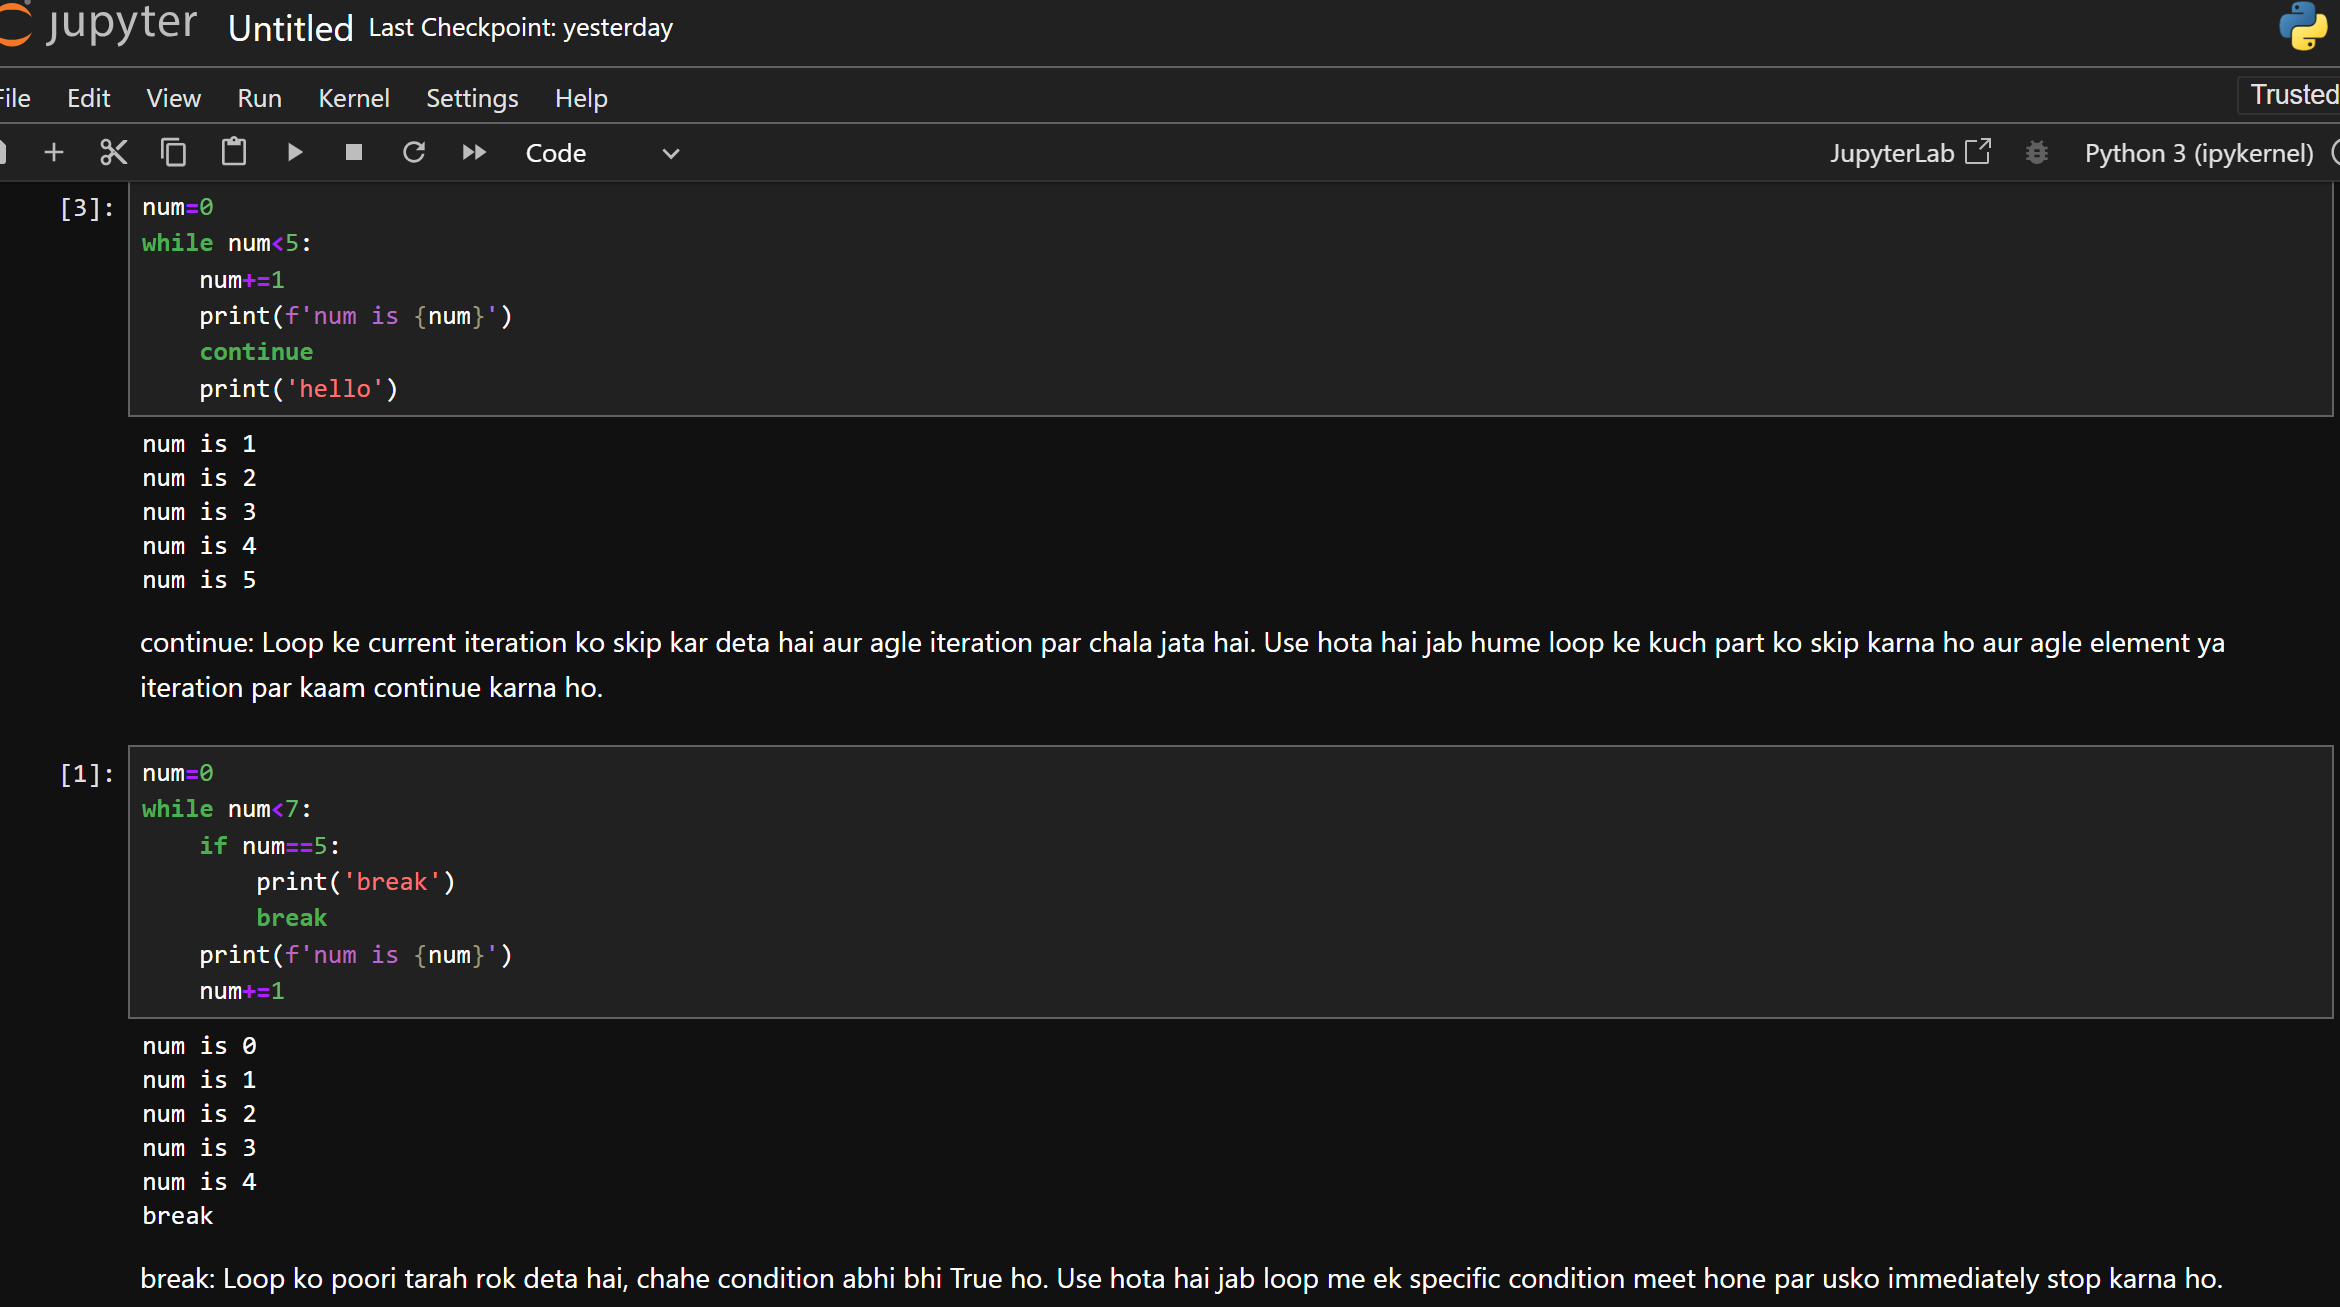 jupyter Untitled Last Checkpoint: yesterday
File Edit View Run Kernel Settings Help Trusted
Code JupyterLab Python 3 (ipykernel)
[3]: num=0
while num<5:
    num+=1
    print(f'num is {num}')
    continue
    print('hello')
num is 1
num is 2
num is 3
num is 4
num is 5
continue: Loop ke current iteration ko skip kar deta hai aur agle iteration par chala jata hai. Use hota hai jab hume loop ke kuch part ko skip karna ho aur agle element ya
iteration par kaam continue karna ho.
[1]: num=0
while num<7:
    if num==5:
        print('break')
        break
    print(f'num is {num}')
    num+=1
num is 0
num is 1
num is 2
num is 3
num is 4
break
break: Loop ko poori tarah rok deta hai, chahe condition abhi bhi True ho. Use hota hai jab loop me ek specific condition meet hone par usko immediately stop karna ho.